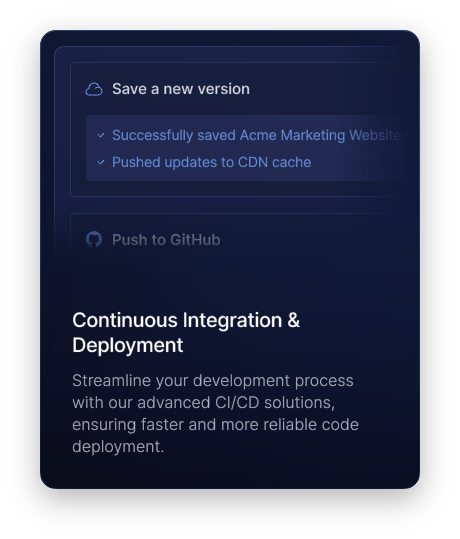 Save a new version
Successfully saved Acme Marketing Website
Pushed updates to CDN cache
Push to GitHub
Continuous Integration &
Deployment
Streamline your development process
with our advanced CI/CD solutions,
ensuring faster and more reliable code
deployment.